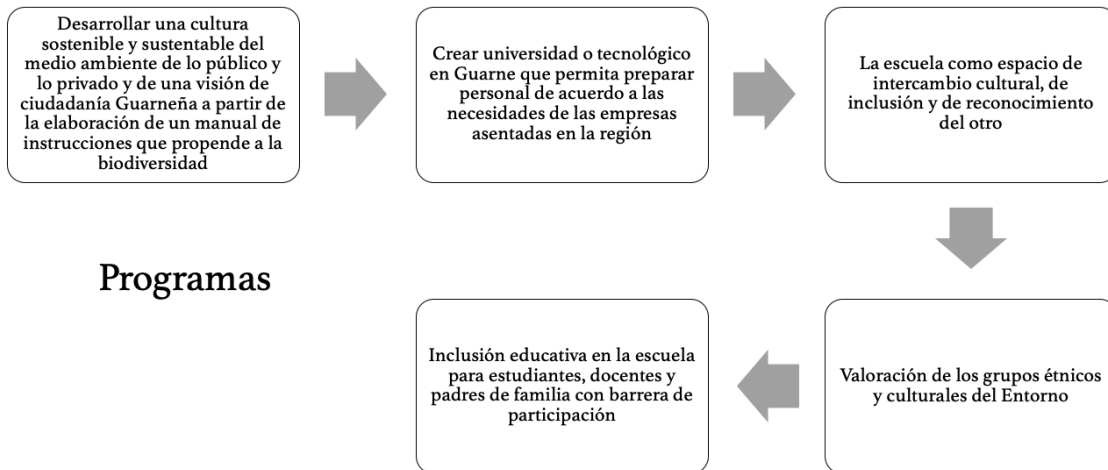 Desarrollar una cultura
sostenible y sustentable del
medio ambiente de lo público y
lo privado y de una visión de
ciudadanía Guarneña a partir de
la elaboración de un manual de
instrucciones que propende a la
biodiversidad
Crear universidad o tecnológico
en Guarne que permita preparar
personal de acuerdo a las
necesidades de las empresas
asentadas en la región
La escuela como espacio de
intercambio cultural, de
inclusión y de reconocimiento
del otro
Programas
Valoración de los grupos étnicos
y culturales del Entorno
Inclusión educativa en la escuela
para estudiantes, docentes y
padres de familia con barrera de
participación